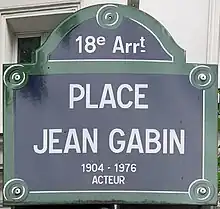 18e Arrt
PLACE
JEAN GABIN
1904 - 1976
ACTEUR